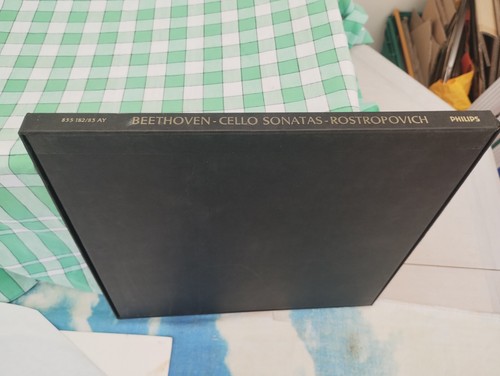 835 182/83 AY BEETHOVEN - CELLO SONATAS - ROSTROPOVICH PHILIPS